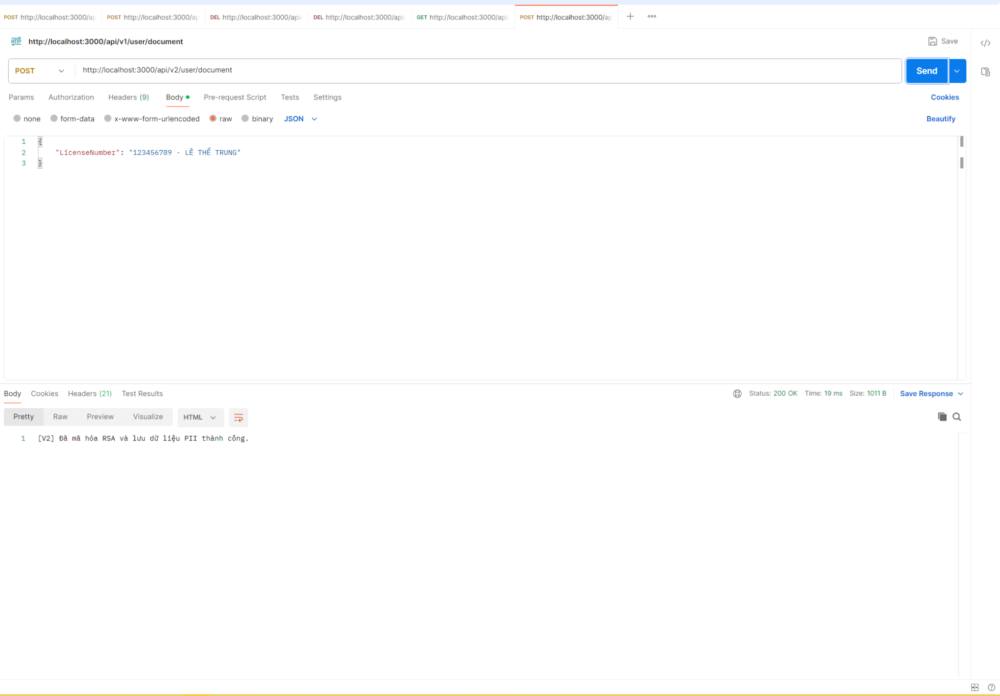 POST http://localhost:3000/ap POST http://localhost:3000/ap DEL http://localhost:3000/api/ DEL http://localhost:3000/api/ GET http://localhost:3000/api/ POST http://localhost:3000/ap
HTTP http://localhost:3000/api/v1/user/document Save
POST http://localhost:3000/api/v2/user/document Send
Params Authorization Headers (9) Body Pre-request Script Tests Settings Cookies
none form-data x-www-form-urlencoded raw binary JSON Beautify
1 {
2 "LicenseNumber": "123456789 - LÊ THẾ TRUNG"
3 }
Body Cookies Headers (21) Test Results Status: 200 OK Time: 19 ms Size: 1011 B Save Response
Pretty Raw Preview Visualize HTML
1 [V2] Đã mã hóa RSA và lưu dữ liệu PII thành công.